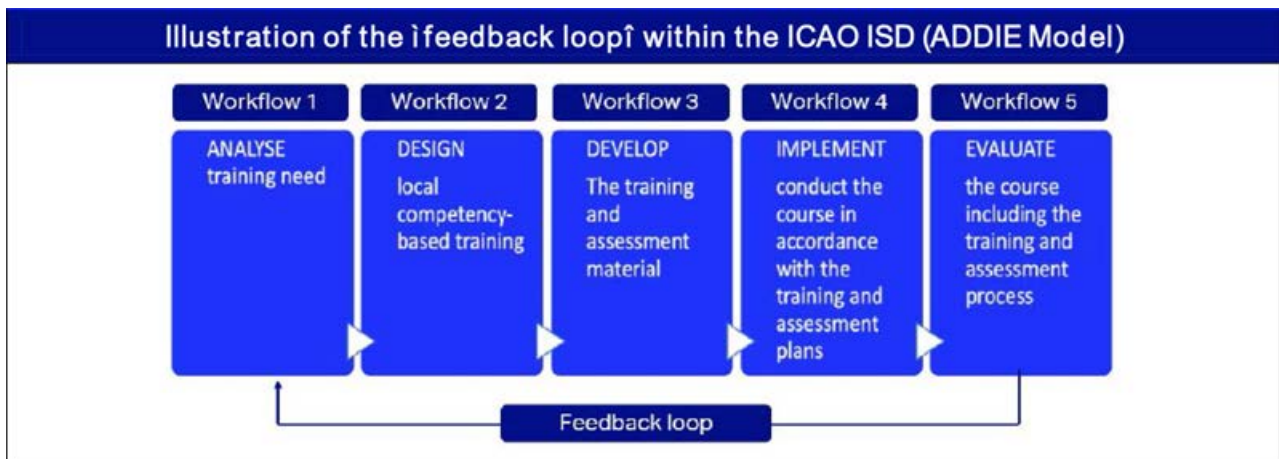 Illustration of the ìfeedback loopî within the ICAO ISD (ADDIE Model)
Workflow 1
ANALYSE
training need
Workflow 2
DESIGN
local
competency-
based training
Workflow 3
DEVELOP
The training
and
assessment
material
Workflow 4
IMPLEMENT
conduct the
course in
accordance
with the
training and
assessment
plans
Workflow 5
EVALUATE
the course
including the
training and
assessment
process
Feedback loop